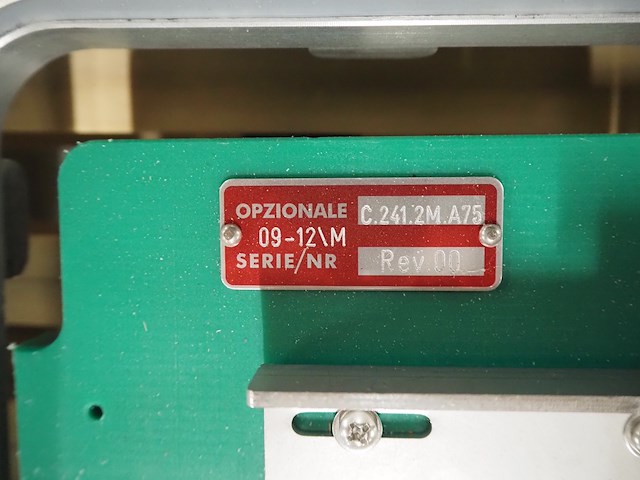 OPZIONALE C.241.2M.A75
09-12\M
SERIE/NR Rev.00